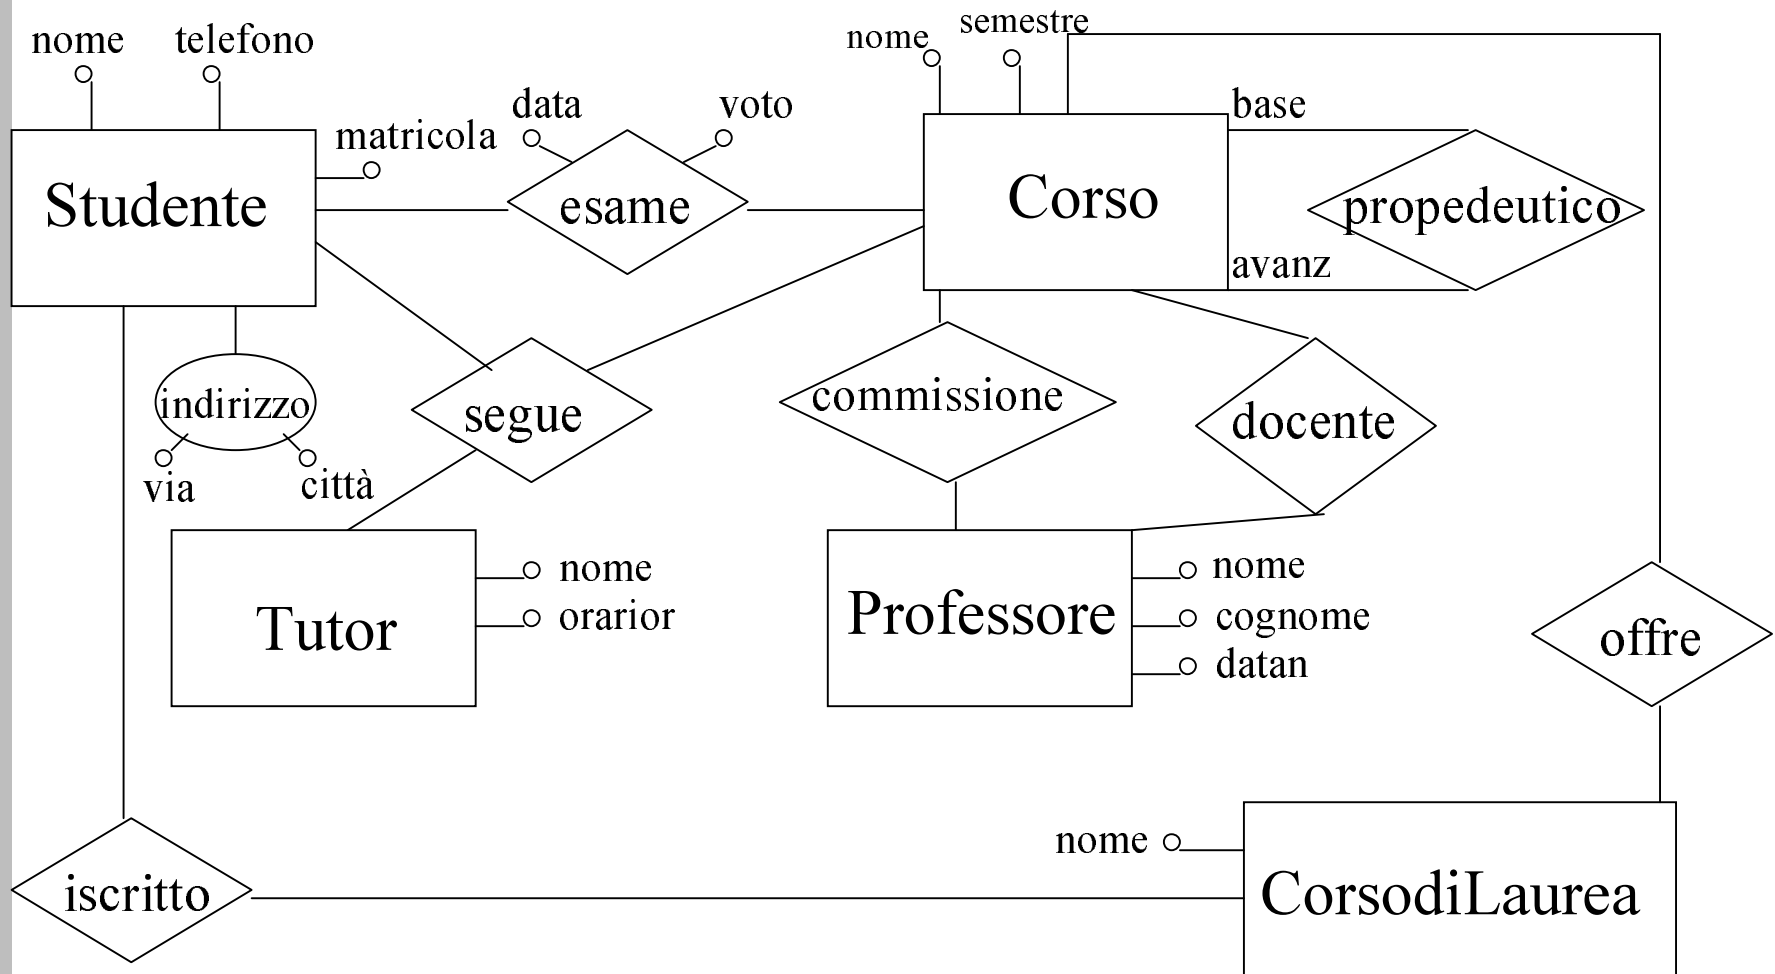 nome
telefono
matricola
Studente
data
voto
esame
nome
semestre
Corso
base
propedeutico
avanz
indirizzo
via
città
segue
commissione
docente
Tutor
nome
orarior
Professore
nome
cognome
datan
offre
iscritto
nome
CorsodiLaurea